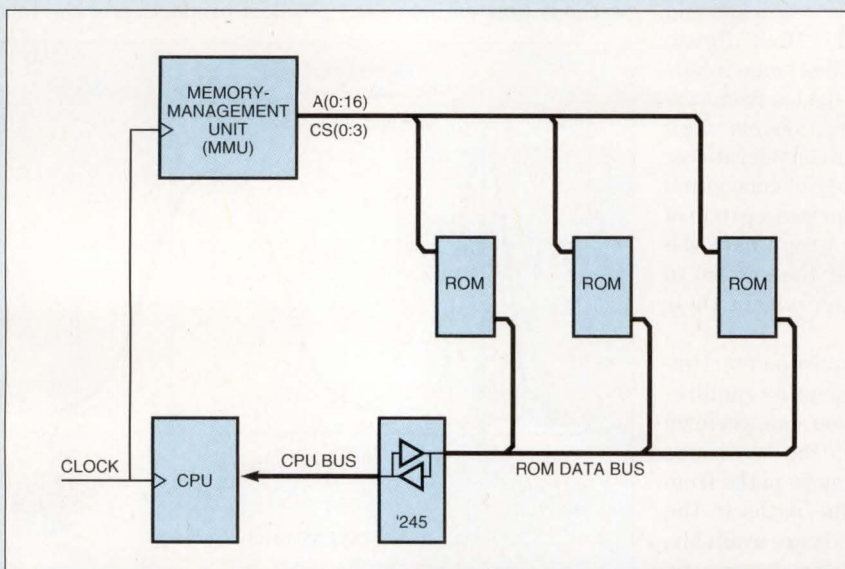 MEMORY-
MANAGEMENT
UNIT
(MMU)
A(0:16)
CS(0:3)
ROM
ROM
ROM
CLOCK
CPU
CPU BUS
'245
ROM DATA BUS